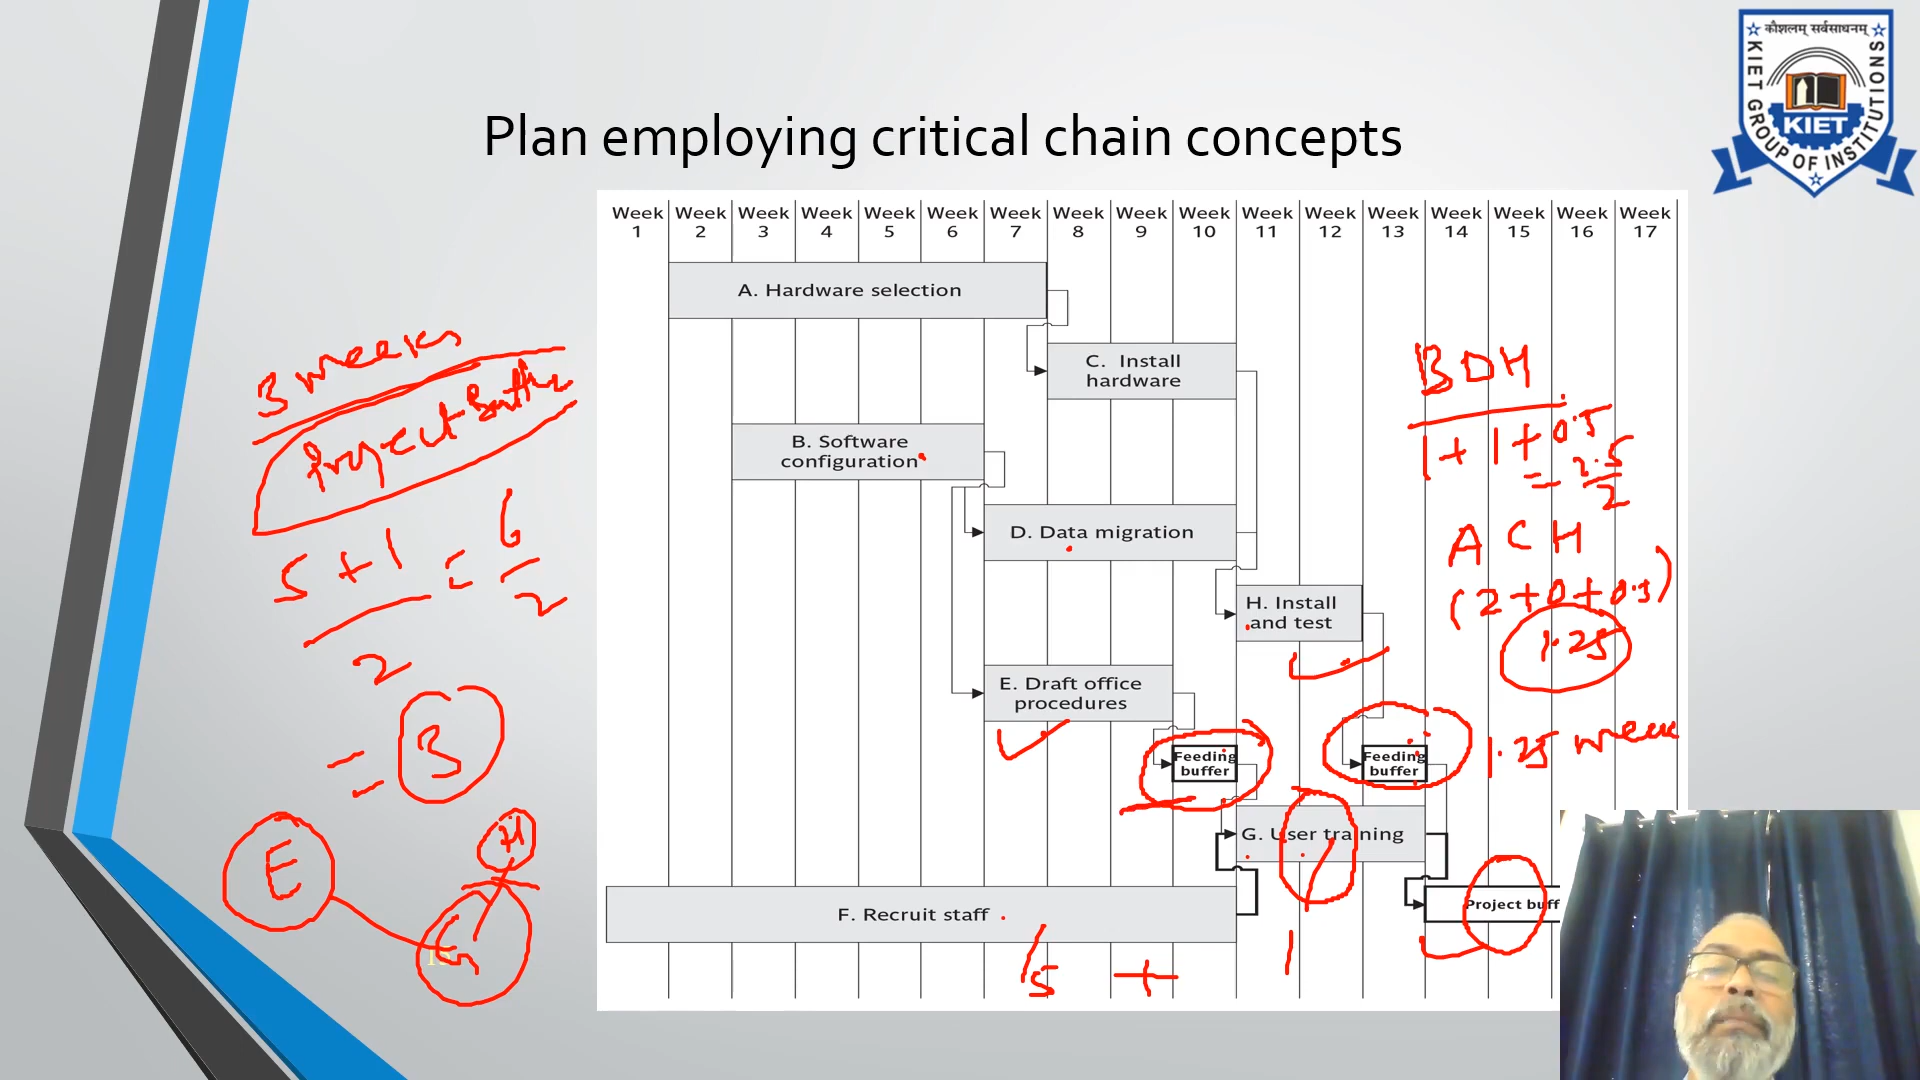 कौशलम् सर्वसाधनम्
KIET GROUP OF INSTITUTIONS
KIET
Plan employing critical chain concepts
Week 1
Week 2
Week 3
Week 4
Week 5
Week 6
Week 7
Week 8
Week 9
Week 10
Week 11
Week 12
Week 13
Week 14
Week 15
Week 16
Week 17
A. Hardware selection
C. Install
hardware
B. Software
configuration
D. Data migration
H. Install
and test
E. Draft office
procedures
Feeding
buffer
Feeding
buffer
G. User training
F. Recruit staff
Project buff
3 weeks
Project Buffer
5 + 1 = 6
2 2
= 3
E
H
G
BDH
1 + 1 + 0.5
= 2.5
2
A C H
(2 + 0 + 0.5)
1.25
1.25 week
5 + 1